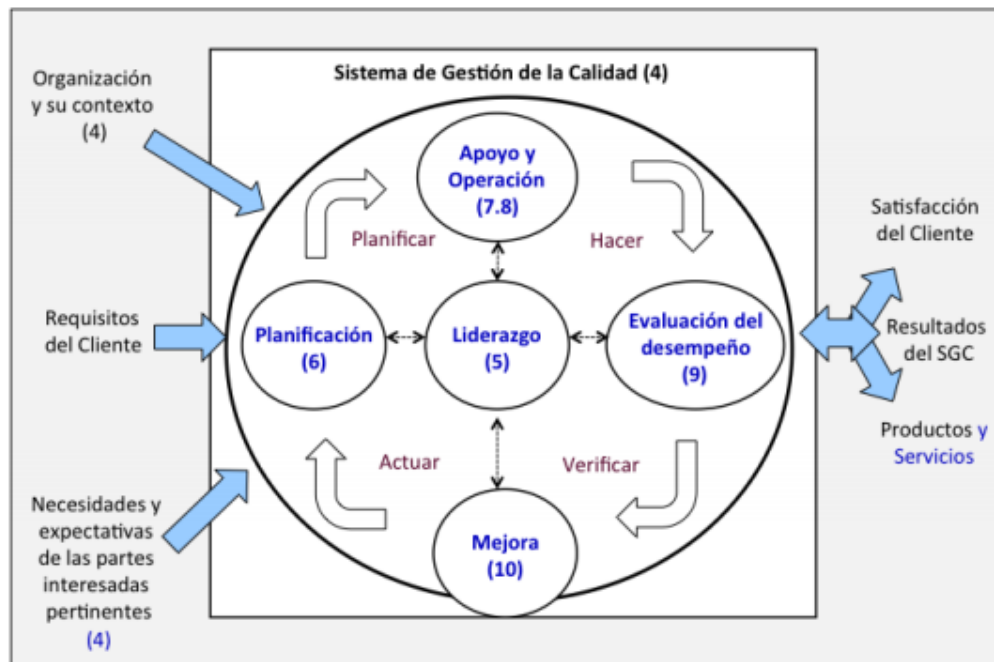 Sistema de Gestión de la Calidad (4)
Organización
y su contexto
(4)
Requisitos
del Cliente
Necesidades y
expectativas
de las partes
interesadas
pertinentes
(4)
Apoyo y
Operación
(7.8)
Planificar
Hacer
Planificación
(6)
Liderazgo
(5)
Evaluación del
desempeño
(9)
Actuar
Verificar
Mejora
(10)
Satisfacción
del Cliente
Resultados
del SGC
Productos y
Servicios